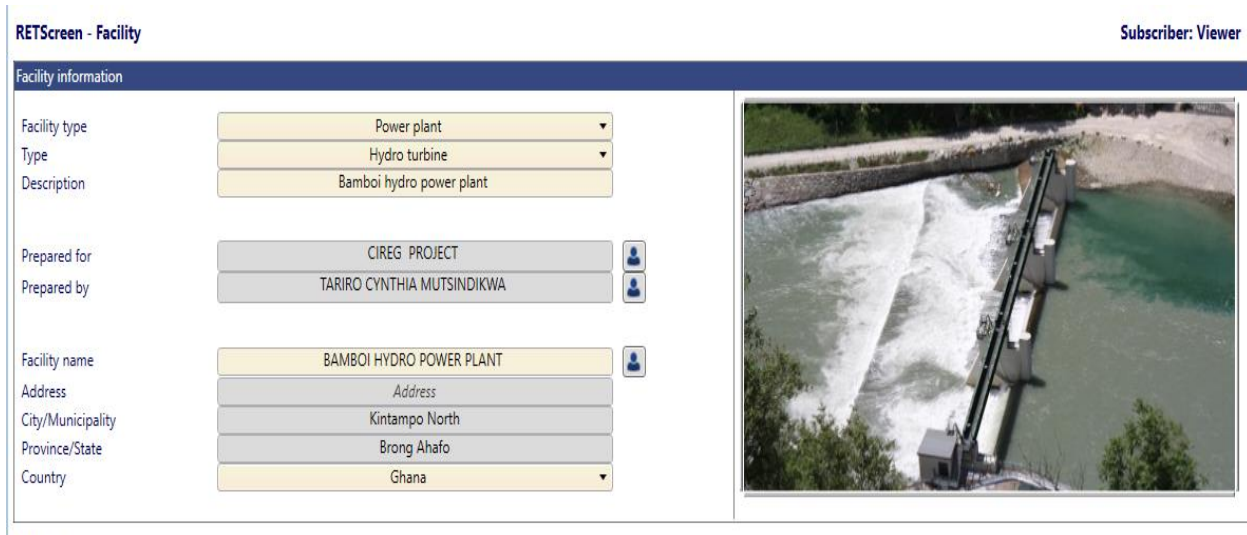 RETScreen - Facility Subscriber: Viewer
Facility information
Facility type Power plant
Type Hydro turbine
Description Bamboi hydro power plant
Prepared for CIREG PROJECT
Prepared by TARIRO CYNTHIA MUTSINDIKWA
Facility name BAMBOI HYDRO POWER PLANT
Address Address
City/Municipality Kintampo North
Province/State Brong Ahafo
Country Ghana